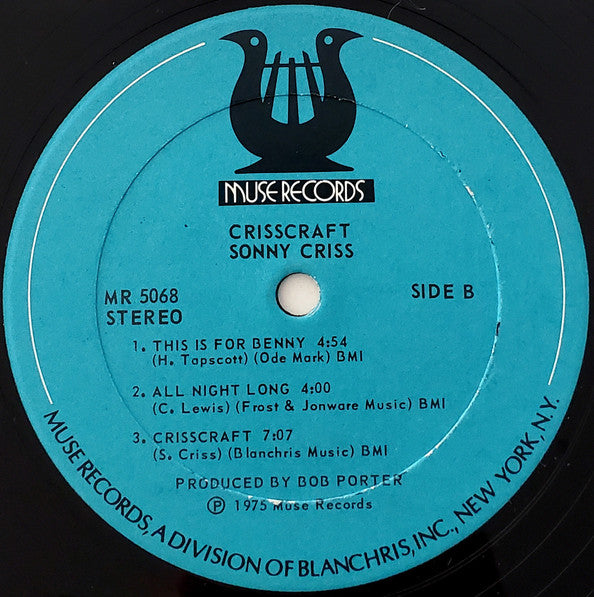 MUSE RECORDS
CRISSCRAFT
SONNY CRISS
MR 5068
STEREO
SIDE B
1. THIS IS FOR BENNY 4:54
(H. Tapscott) (Ode Mark) BMI
2. ALL NIGHT LONG 4:00
(C. Lewis) (Frost & Jonware Music) BMI
3. CRISSCRAFT 7:07
(S. Criss) (Blanchris Music) BMI
PRODUCED BY BOB PORTER
Ⓟ 1975 Muse Records
MUSE RECORDS, A DIVISION OF BLANCHRIS, INC., NEW YORK, N.Y.